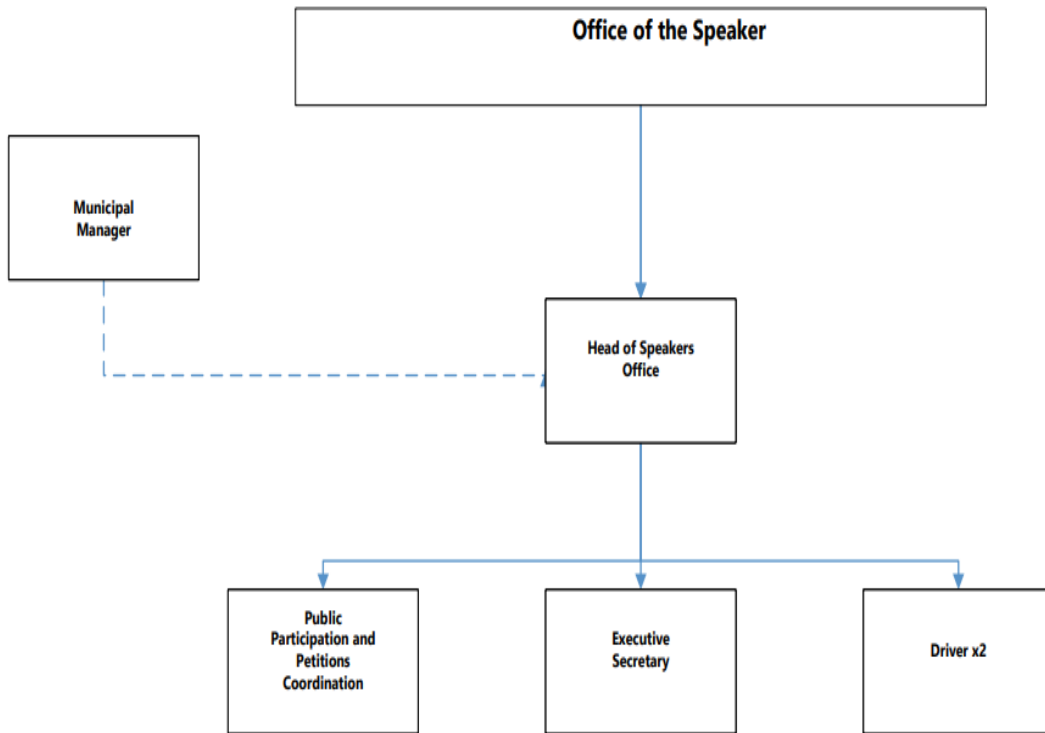 Office of the Speaker
Municipal
Manager
Head of Speakers
Office
Public
Participation and
Petitions
Coordination
Executive
Secretary
Driver x2